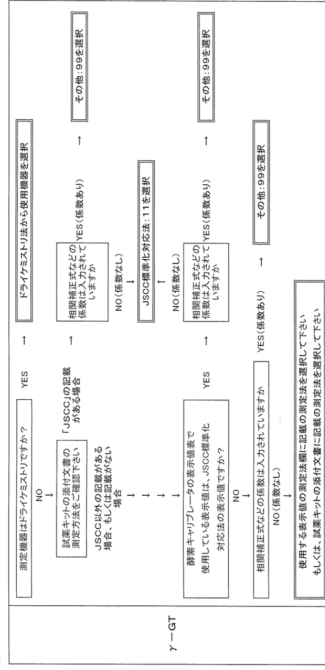 γ－GT
測定機器はドライケミストリですか？
YES
→
ドライケミストリ法から使用機器を選択
NO
↓
試薬キットの添付文書の
測定方法をご確認下さい
「JSCC」の記載
がある場合
→
相関補正式などの
係数は入力されて
いますか
YES(係数あり)
→
その他：99を選択
JSCC以外の記載がある
場合、もしくは記載がない
場合
NO(係数なし)
↓
JSCC標準化対応法：11を選択
↓
↓
↓
↓
↑
NO(係数なし)
酵素キャリブレータの表示値表で
使用している表示値は、JSCC標準化
対応法の表示値ですか？
YES
→
相関補正式などの
係数は入力されて
いますか
YES(係数あり)
→
その他：99を選択
NO
↓
相関補正式などの係数は入力されていますか
YES(係数あり)
→
その他：99を選択
NO(係数なし)
↓
使用する表示値の測定法欄に記載の測定法を選択して下さい
もしくは、試薬キットの添付文書に記載の測定法を選択して下さい